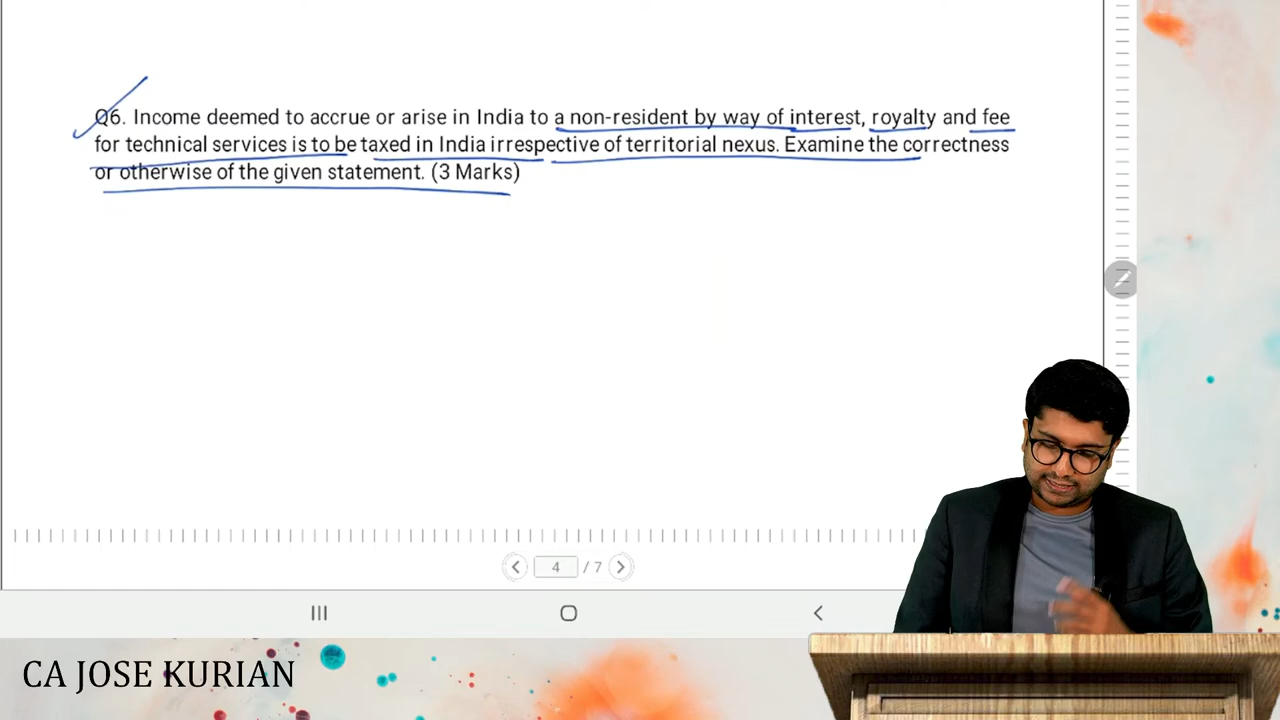 Q6. Income deemed to accrue or arise in India to a non-resident by way of interest, royalty and fee
for technical services is to be taxed in India irrespective of territorial nexus. Examine the correctness
or otherwise of the given statement. (3 Marks)
4 / 7
CA JOSE KURIAN